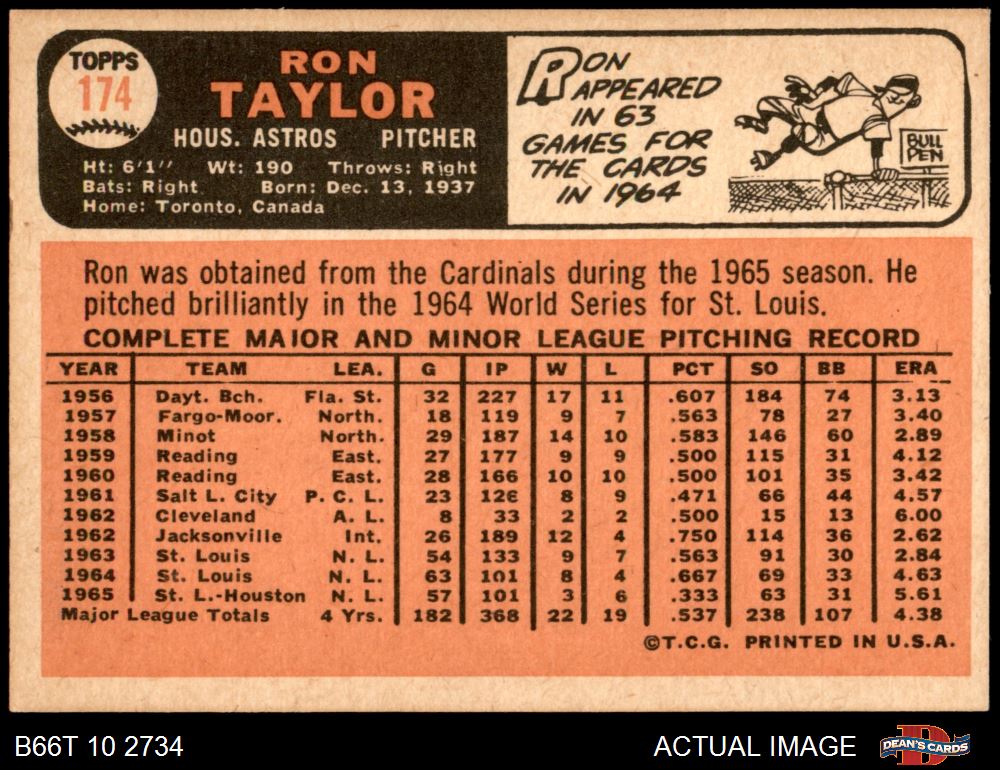 TOPPS
174
RON
TAYLOR
HOUS. ASTROS PITCHER
Ht: 6'1" Wt: 190 Throws: Right
Bats: Right Born: Dec. 13, 1937
Home: Toronto, Canada
RON
APPEARED
IN 63
GAMES FOR
THE CARDS
IN 1964
BULL
PEN
Ron was obtained from the Cardinals during the 1965 season. He
pitched brilliantly in the 1964 World Series for St. Louis.
COMPLETE MAJOR AND MINOR LEAGUE PITCHING RECORD
YEAR TEAM LEA. G IP W L PCT SO BB ERA
1956 Dayt. Bch. Fla. St. 32 227 17 11 .607 184 74 3.13
1957 Fargo-Moor. North. 18 119 9 7 .563 78 27 3.40
1958 Minot North. 29 187 14 10 .583 146 60 2.89
1959 Reading East. 27 177 9 9 .500 115 31 4.12
1960 Reading East. 28 166 10 10 .500 101 35 3.42
1961 Salt L. City P. C. L. 23 126 8 9 .471 66 44 4.57
1962 Cleveland A. L. 8 33 2 2 .500 15 13 6.00
1962 Jacksonville Int. 26 189 12 4 .750 114 36 2.62
1963 St. Louis N. L. 54 133 9 7 .563 91 30 2.84
1964 St. Louis N. L. 63 101 8 4 .667 69 33 4.63
1965 St. L.-Houston N. L. 57 101 3 6 .333 63 31 5.61
Major League Totals 4 Yrs. 182 368 22 19 .537 238 107 4.38
©T.C.G. PRINTED IN U.S.A.
B66T 10 2734
ACTUAL IMAGE
D
DEAN'S CARDS